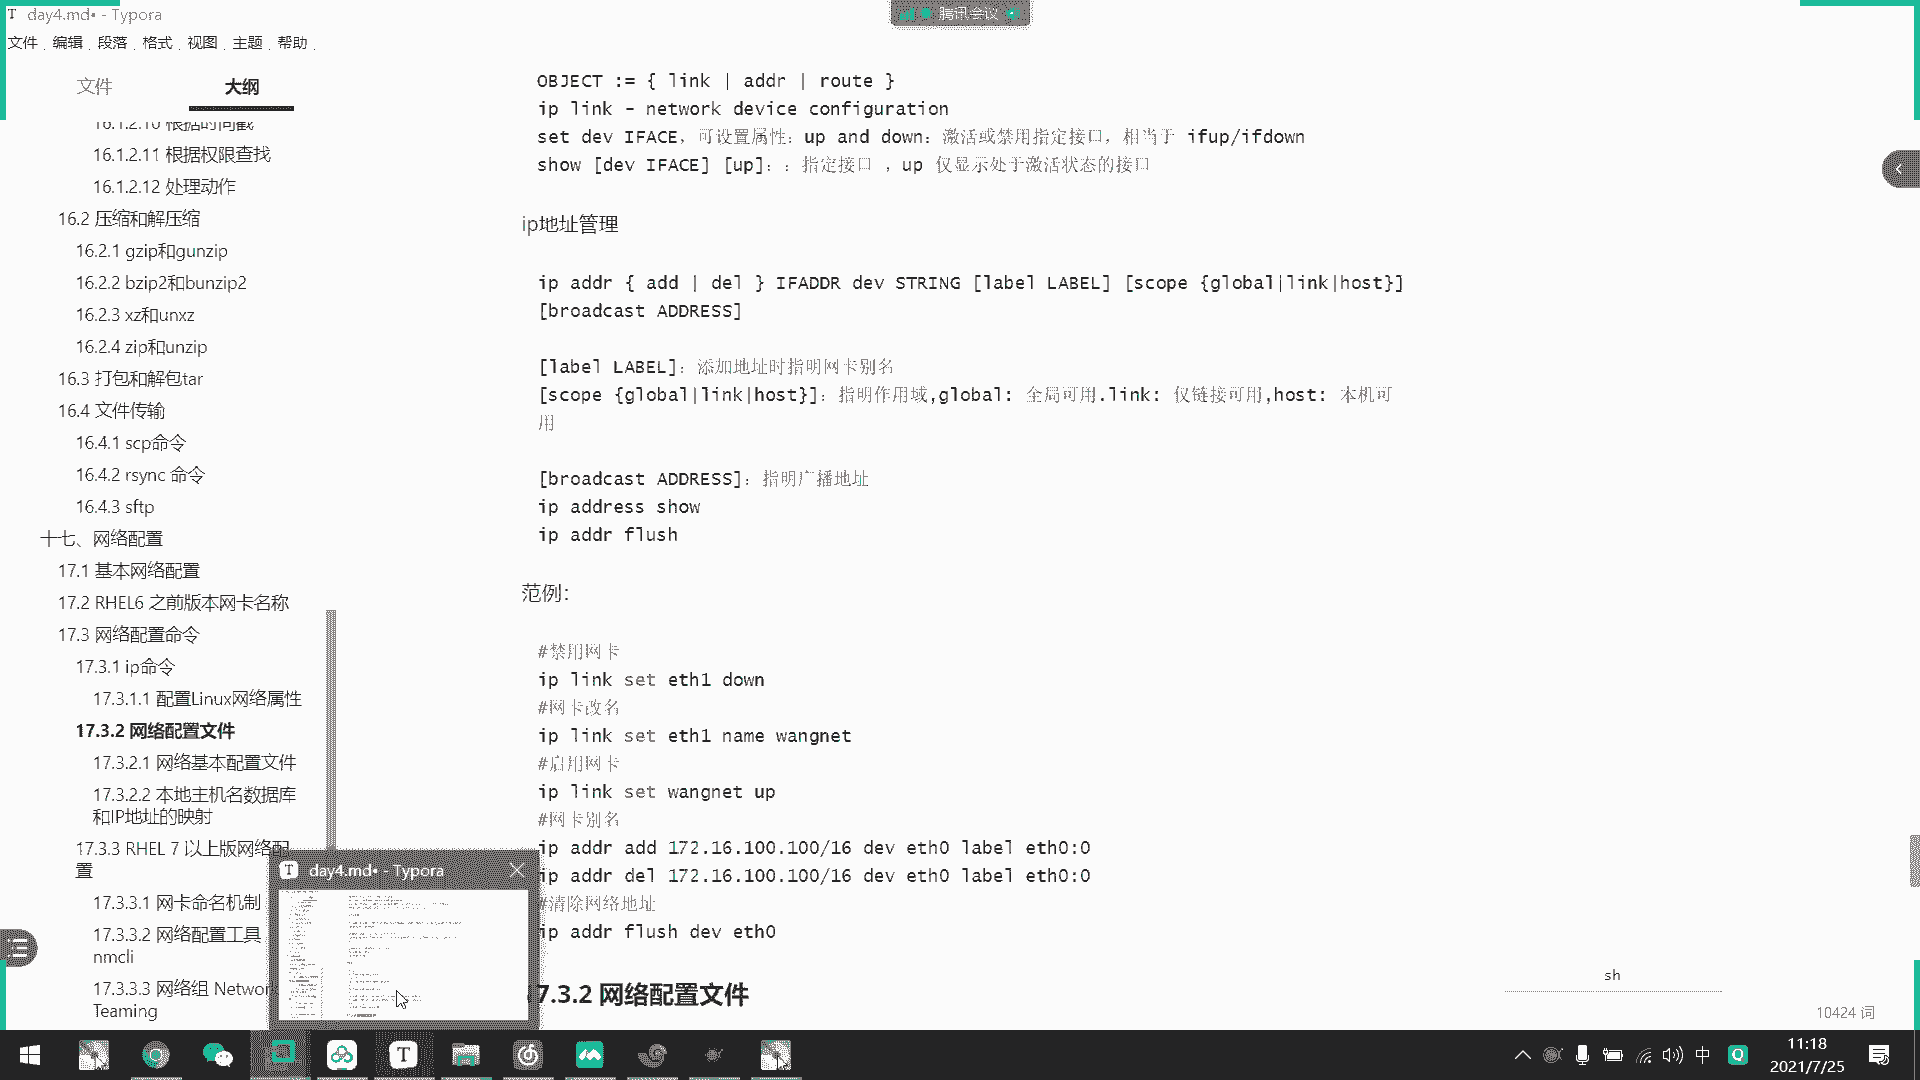 day4.md• - Typora
腾讯会议
文件 编辑 段落 格式 视图 主题 帮助
文件 大纲
16.1.2.10 根据时间戳
16.1.2.11 根据权限查找
16.1.2.12 处理动作
16.2 压缩和解压缩
16.2.1 gzip和gunzip
16.2.2 bzip2和bunzip2
16.2.3 xz和unxz
16.2.4 zip和unzip
16.3 打包和解包tar
16.4 文件传输
16.4.1 scp命令
16.4.2 rsync 命令
16.4.3 sftp
十七、网络配置
17.1 基本网络配置
17.2 RHEL6 之前版本网卡名称
17.3 网络配置命令
17.3.1 ip命令
17.3.1.1 配置Linux网络属性
17.3.2 网络配置文件
17.3.2.1 网络基本配置文件
17.3.2.2 本地主机名数据库
和IP地址的映射
17.3.3 RHEL 7 以上版网络配
置
17.3.3.1 网卡命名机制
17.3.3.2 网络配置工具
nmcli
17.3.3.3 网络组 Network
Teaming
OBJECT := { link | addr | route }
ip link - network device configuration
set dev IFACE，可设置属性：up and down：激活或禁用指定接口，相当于 ifup/ifdown
show [dev IFACE] [up]：：指定接口 ，up 仅显示处于激活状态的接口
ip地址管理
ip addr { add | del } IFADDR dev STRING [label LABEL] [scope {global|link|host}]
[broadcast ADDRESS]
[label LABEL]：添加地址时指明网卡别名
[scope {global|link|host}]：指明作用域,global: 全局可用.link: 仅链接可用,host: 本机可
用
[broadcast ADDRESS]：指明广播地址
ip address show
ip addr flush
范例：
#禁用网卡
ip link set eth1 down
#网卡改名
ip link set eth1 name wangnet
#启用网卡
ip link set wangnet up
#网卡别名
ip addr add 172.16.100.100/16 dev eth0 label eth0:0
ip addr del 172.16.100.100/16 dev eth0 label eth0:0
#清除网络地址
ip addr flush dev eth0
sh
7.3.2 网络配置文件
10424 词
day4.md• - Typora
中
11:18
2021/7/25